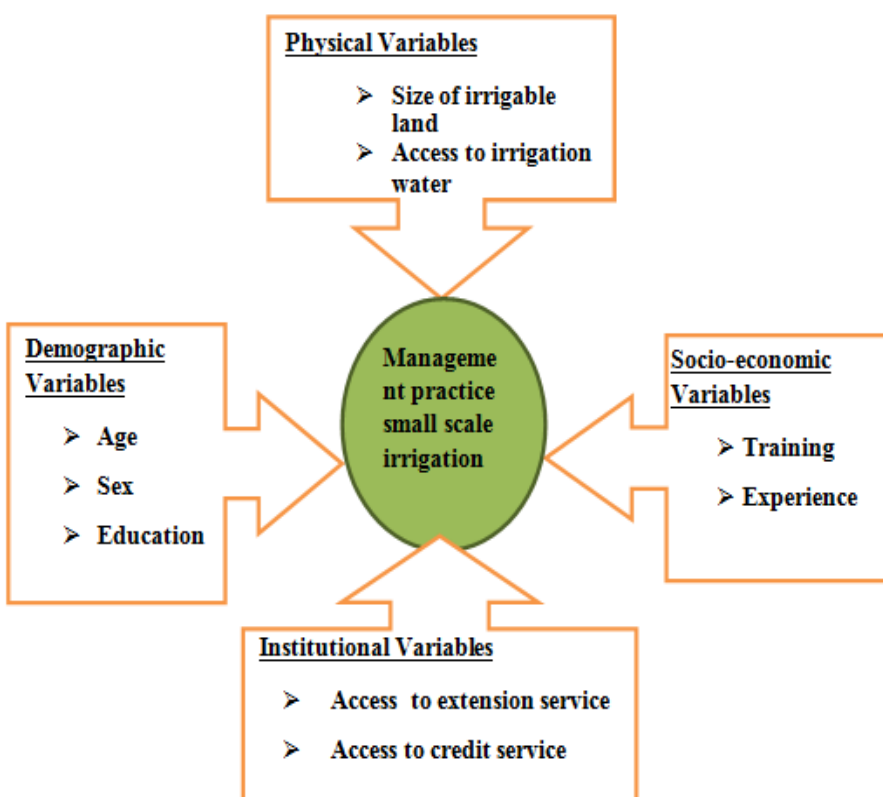 Physical Variables
➢ Size of irrigable
land
➢ Access to irrigation
water
Demographic
Variables
➢ Age
➢ Sex
➢ Education
Manageme
nt practice
small scale
irrigation
Socio-economic
Variables
➢ Training
➢ Experience
Institutional Variables
➢ Access to extension service
➢ Access to credit service